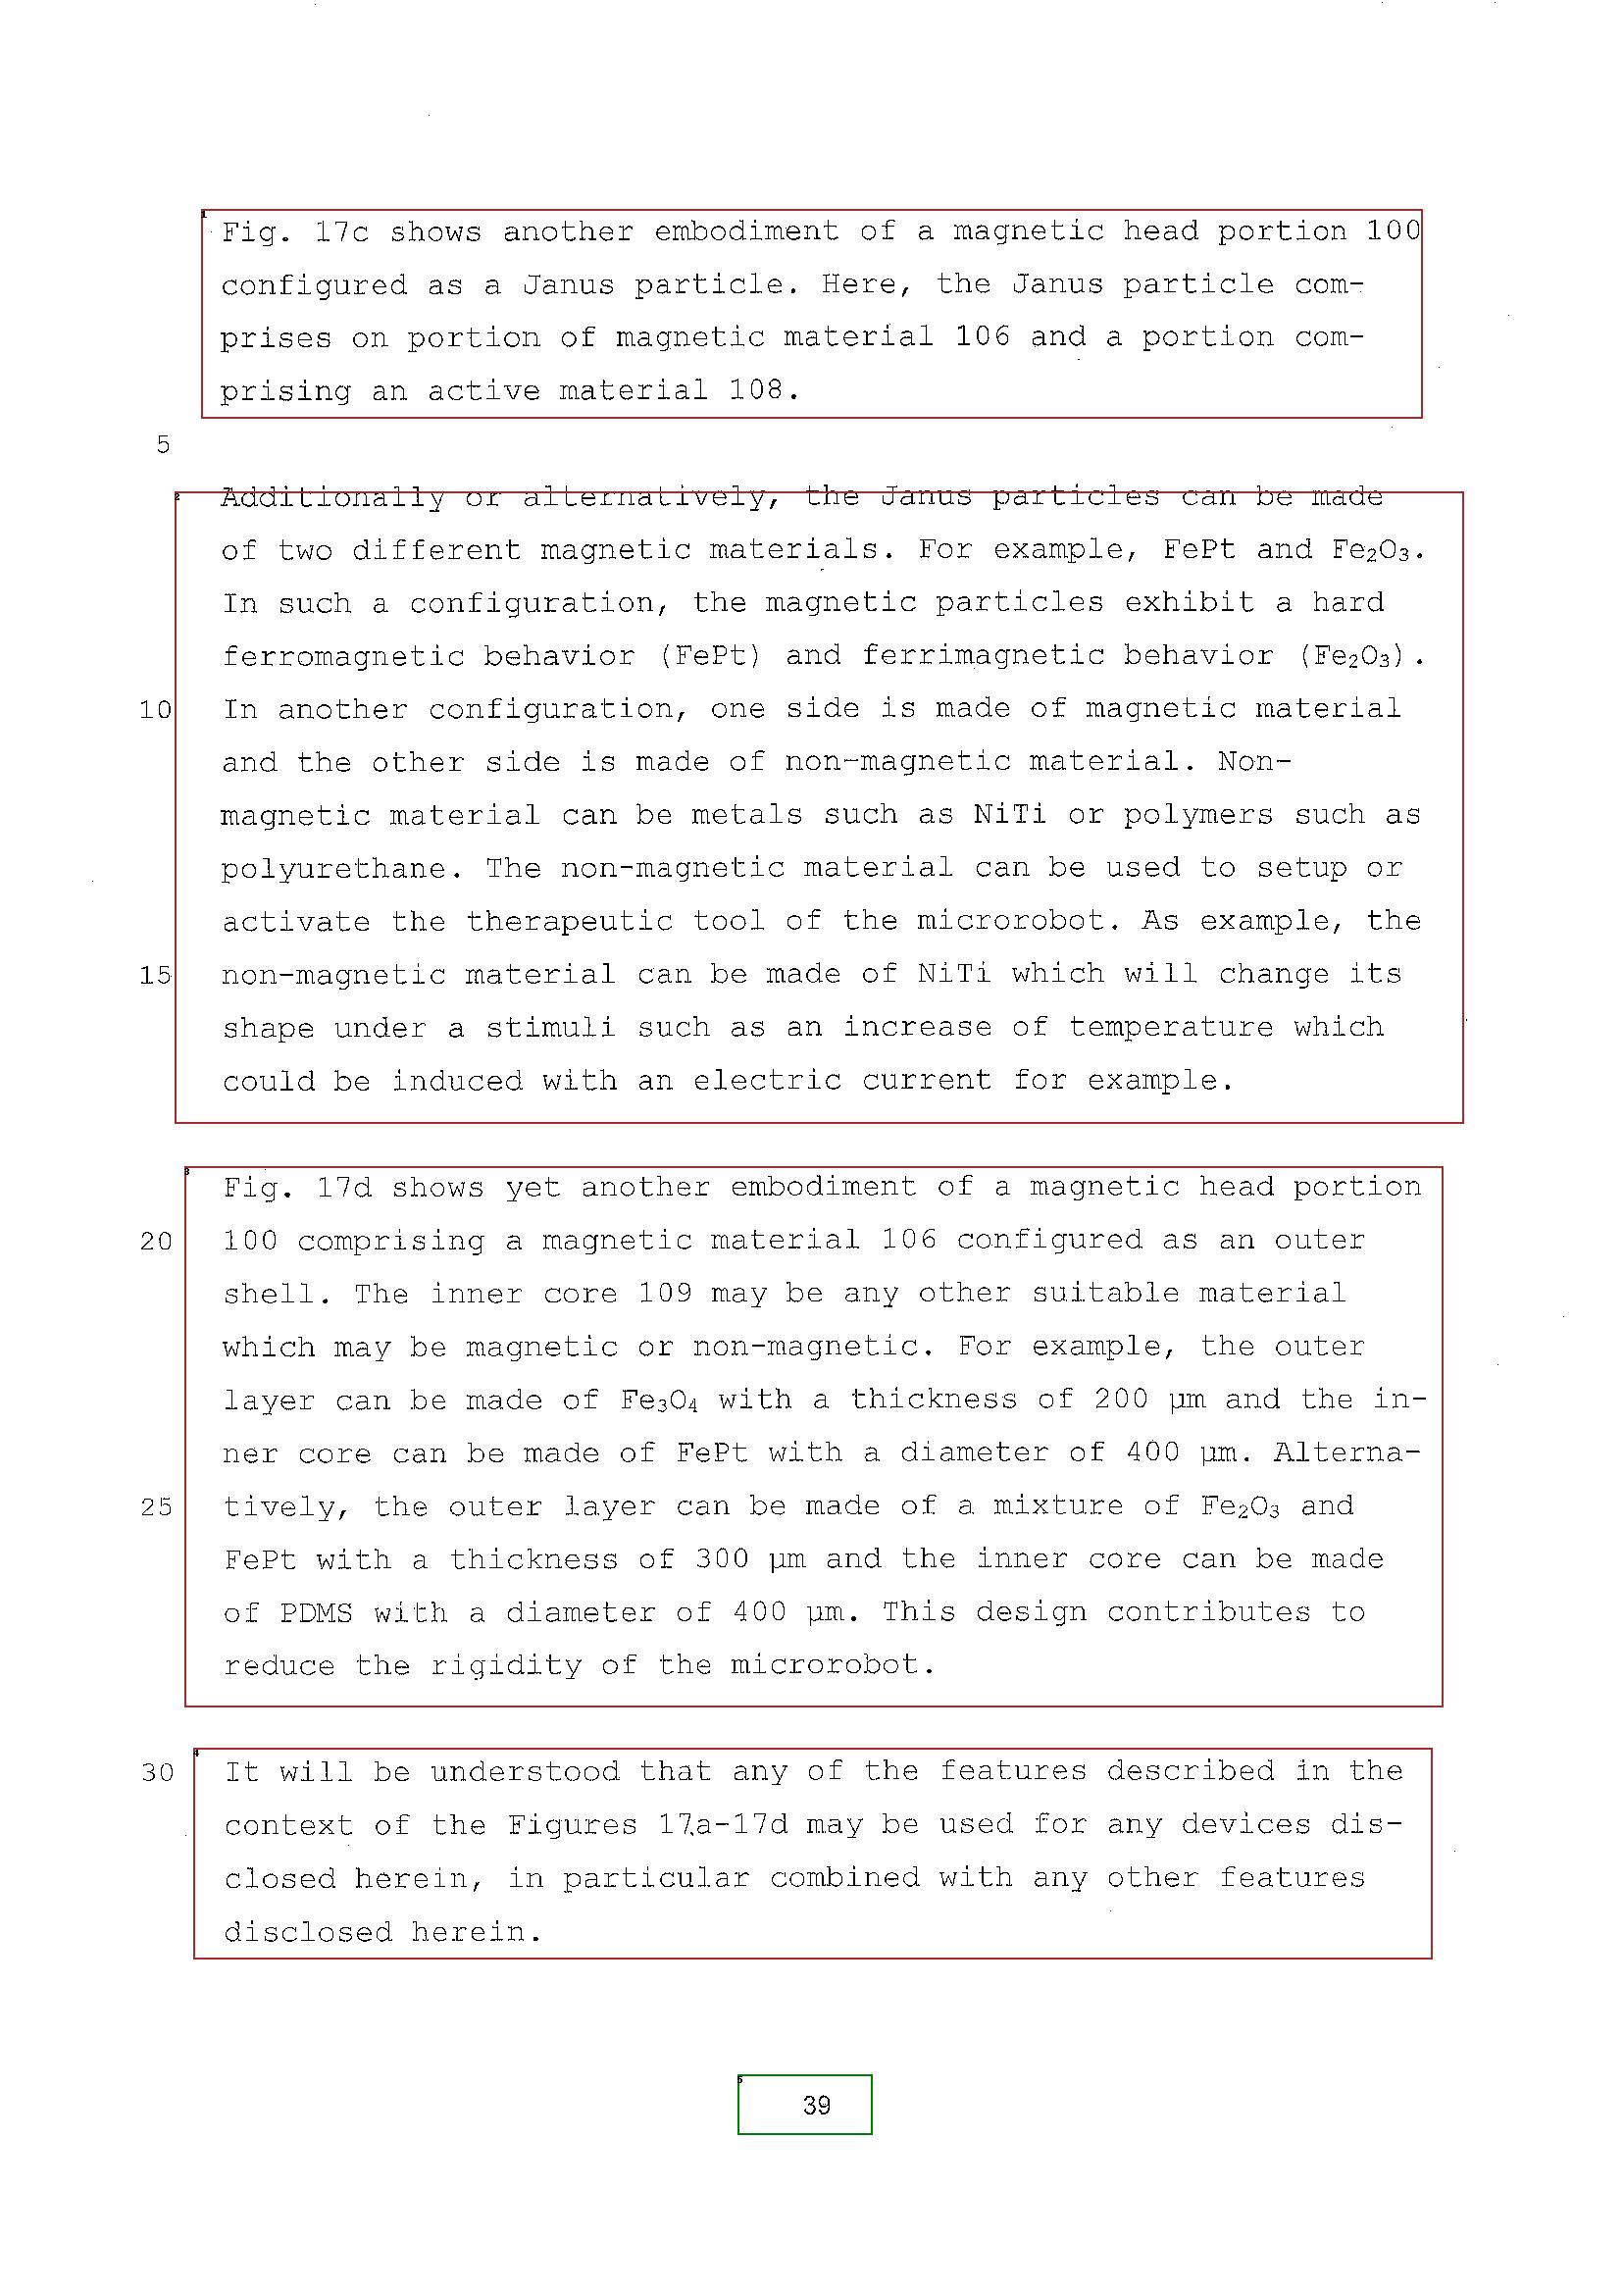 Fig. 17c shows another embodiment of a magnetic head portion 100
configured as a Janus particle. Here, the Janus particle com-
prises on portion of magnetic material 106 and a portion com-
prising an active material 108.
5
Additionally or alternatively, the Janus particles can be made
of two different magnetic materials. For example, FePt and Fe₂O₃.
In such a configuration, the magnetic particles exhibit a hard
ferromagnetic behavior (FePt) and ferrimagnetic behavior (Fe₂O₃).
10 In another configuration, one side is made of magnetic material
and the other side is made of non-magnetic material. Non-
magnetic material can be metals such as NiTi or polymers such as
polyurethane. The non-magnetic material can be used to setup or
activate the therapeutic tool of the microrobot. As example, the
15 non-magnetic material can be made of NiTi which will change its
shape under a stimuli such as an increase of temperature which
could be induced with an electric current for example.
Fig. 17d shows yet another embodiment of a magnetic head portion
20 100 comprising a magnetic material 106 configured as an outer
shell. The inner core 109 may be any other suitable material
which may be magnetic or non-magnetic. For example, the outer
layer can be made of Fe₃O₄ with a thickness of 200 µm and the in-
ner core can be made of FePt with a diameter of 400 µm. Alterna-
25 tively, the outer layer can be made of a mixture of Fe₂O₃ and
FePt with a thickness of 300 µm and the inner core can be made
of PDMS with a diameter of 400 µm. This design contributes to
reduce the rigidity of the microrobot.
30 It will be understood that any of the features described in the
context of the Figures 17a-17d may be used for any devices dis-
closed herein, in particular combined with any other features
disclosed herein.
39